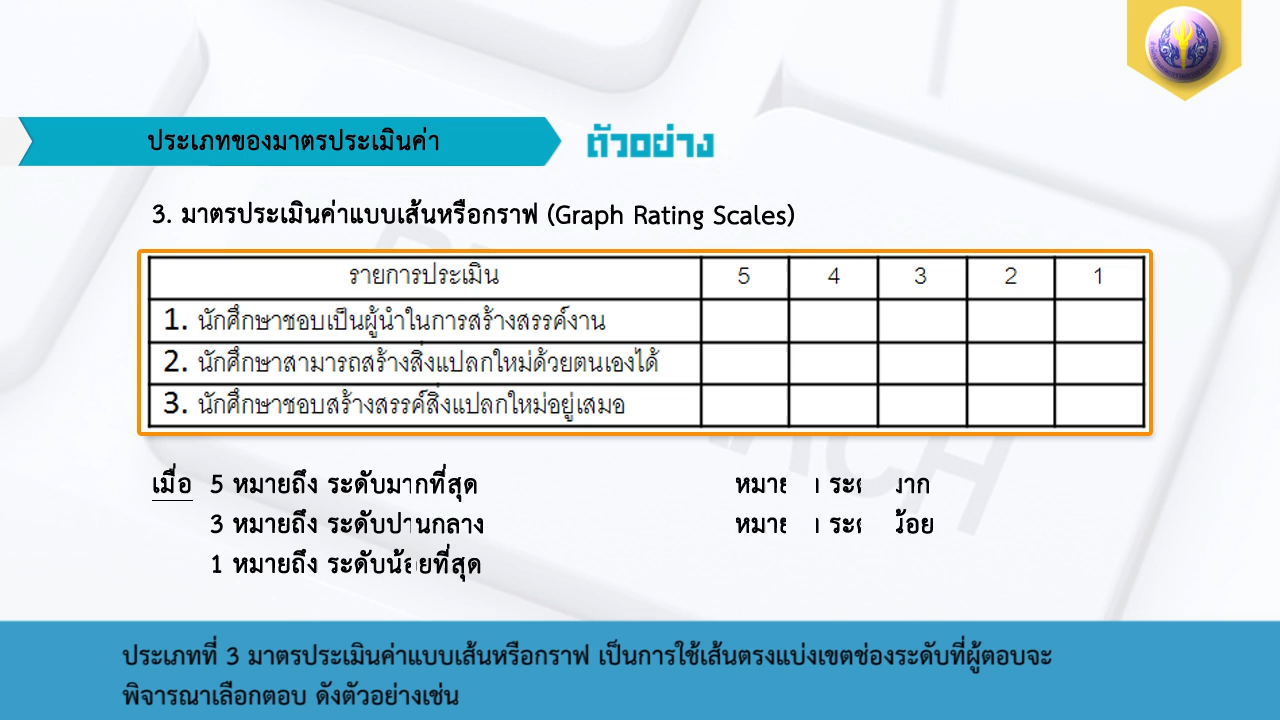 ประเภทของมาตรประเมินค่า
ตัวอย่าง
3. มาตรประเมินค่าแบบเส้นหรือกราฟ (Graph Rating Scales)
รายการประเมิน 5 4 3 2 1
1. นักศึกษาชอบเป็นผู้นำในการสร้างสรรค์งาน
2. นักศึกษาสามารถสร้างสิ่งแปลกใหม่ด้วยตนเองได้
3. นักศึกษาชอบสร้างสรรค์สิ่งแปลกใหม่อยู่เสมอ
เมื่อ 5 หมายถึง ระดับมากที่สุด
3 หมายถึง ระดับปานกลาง
1 หมายถึง ระดับน้อยที่สุด
ประเภทที่ 3 มาตรประเมินค่าแบบเส้นหรือกราฟ เป็นการใช้เส้นตรงแบ่งเขตช่องระดับที่ผู้ตอบจะ
พิจารณาเลือกตอบ ดังตัวอย่างเช่น